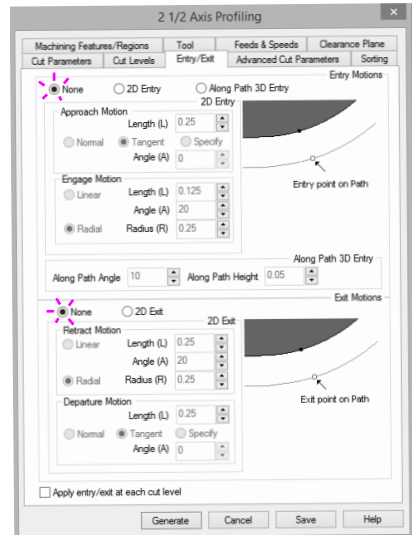 2 1/2 Axis Profiling
Machining Features/Regions Tool Feeds & Speeds Clearance Plane
Cut Parameters Cut Levels Entry/Exit Advanced Cut Parameters Sorting
Entry Motions
None 2D Entry Along Path 3D Entry
2D Entry
Approach Motion
Length (L) 0.25
Normal Tangent Specify
Angle (A) 0
Engage Motion
Linear Length (L) 0.125
Angle (A) 20
Radial Radius (R) 0.25
Entry point on Path
Along Path 3D Entry
Along Path Angle 10 Along Path Height 0.05
Exit Motions
None 2D Exit
2D Exit
Retract Motion
Linear Length (L) 0.25
Angle (A) 20
Radial Radius (R) 0.25
Exit point on Path
Departure Motion
Length (L) 0.25
Normal Tangent Specify
Angle (A) 0
Apply entry/exit at each cut level
Generate Cancel Save Help